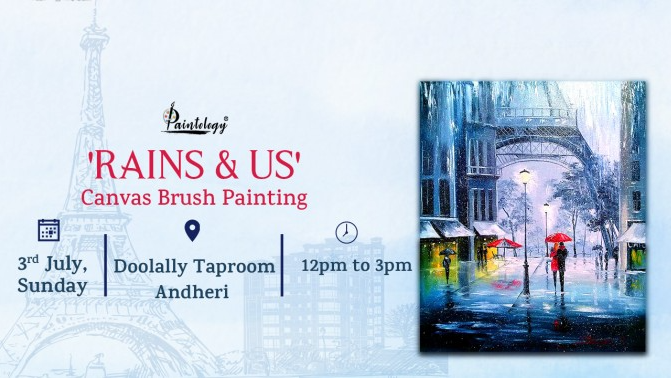 Paintology®
'RAINS & US'
Canvas Brush Painting
3rd July,
Sunday
Doolally Taproom
Andheri
12pm to 3pm